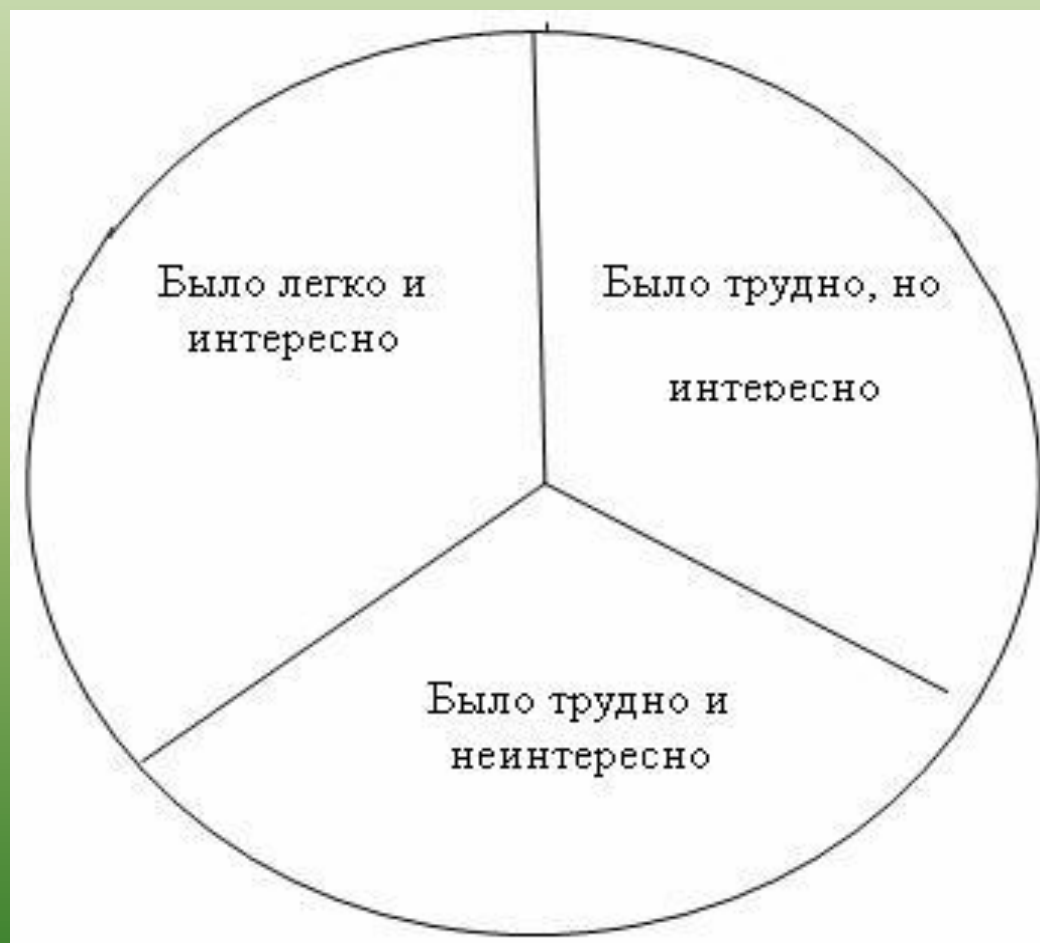 Было легко и
интересно
Было трудно, но
интересно
Было трудно и
неинтересно